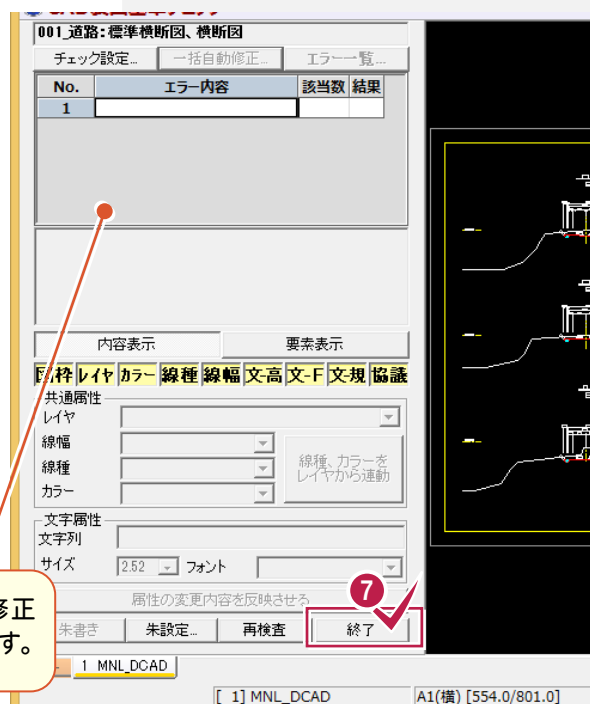 001_道路：標準横断図、横断図
チェック設定... 一括自動修正... エラー一覧...
No. エラー内容 該当数 結果
1
内容表示 要素表示
図枠 レイヤ カラー 線種 線幅 文-高 文-F 文-規 協議
共通属性
レイヤ
線幅
線種
カラー
線種、カラーを
レイヤから連動
文字属性
文字列
サイズ 2.52 フォント
属性の変更内容を反映させる
7
修正
す。
朱書き 朱設定... 再検査 終了
1 MNL_DCAD
[ 1] MNL_DCAD A1(横) [554.0/801.0]